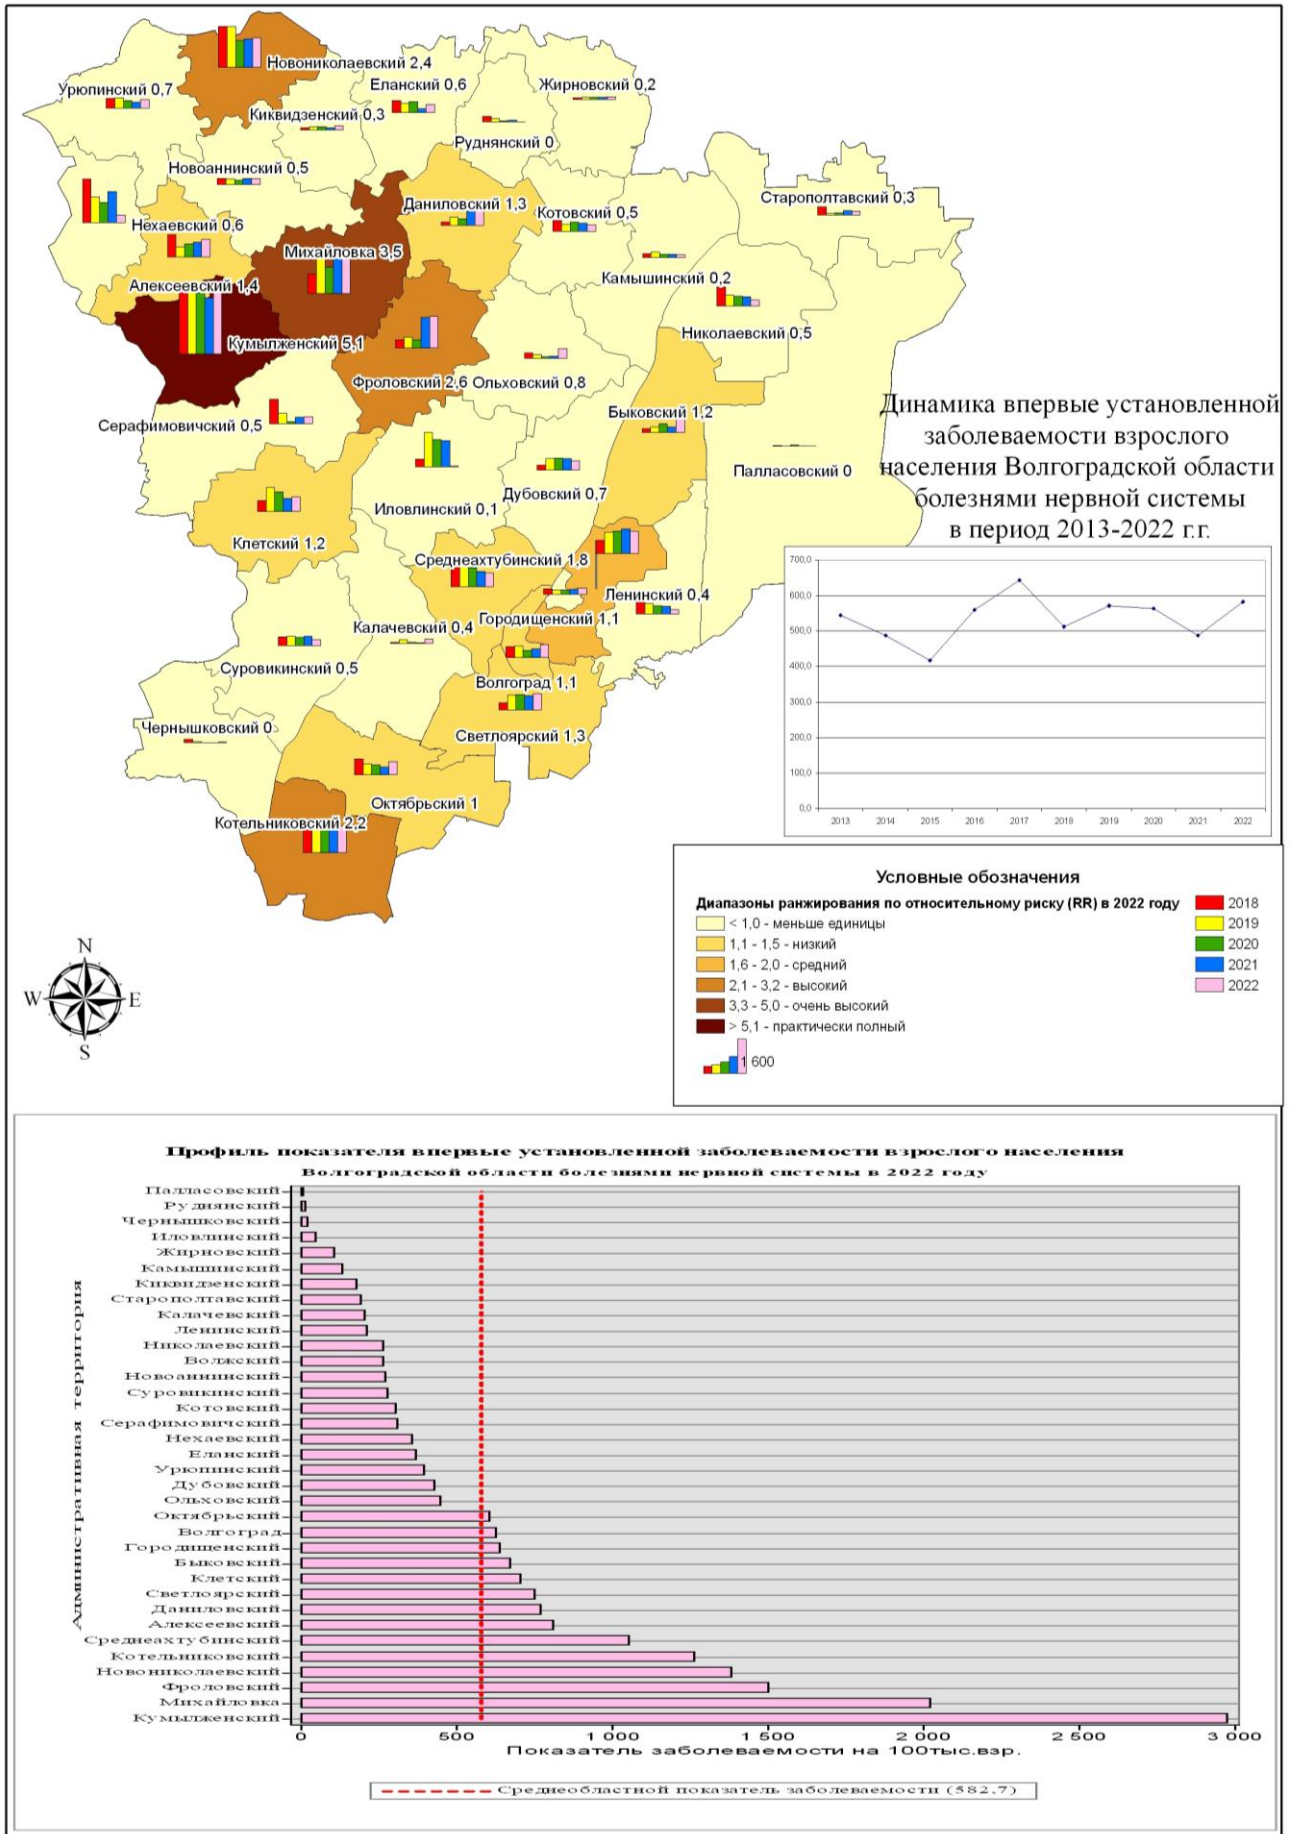 Новониколаевский 2,4
Урюпинский 0,7
Еланский 0,6
Жирновский 0,2
Киквидзенский 0,3
Руднянский 0
Новоаннинский 0,5
Старополтавский 0,3
Даниловский 1,3
Котовский 0,5
Нехаевский 0,6
Михайловка 3,5
Камышинский 0,2
Алексеевский 1,4
Николаевский 0,5
Кумылженский 5,1
Фроловский 2,6
Ольховский 0,8
Быковский 1,2
Серафимовичский 0,5
Палласовский 0
Дубовский 0,7
Иловлинский 0,1
Клетский 1,2
Среднеахтубинский 1,8
Ленинский 0,4
Городищенский 1,1
Калачевский 0,4
Суровикинский 0,5
Волгоград 1,1
Чернышковский 0
Светлоярский 1,3
Октябрьский 1
Котельниковский 2,2
Динамика впервые установленной
заболеваемости взрослого
населения Волгоградской области
болезнями нервной системы
в период 2013-2022 г.г.
700,0
600,0
500,0
400,0
300,0
200,0
100,0
0,0
2013 2014 2015 2016 2017 2018 2019 2020 2021 2022
Условные обозначения
Диапазоны ранжирования по относительному риску (RR) в 2022 году
< 1,0 - меньше единицы
1,1 - 1,5 - низкий
1,6 - 2,0 - средний
2,1 - 3,2 - высокий
3,3 - 5,0 - очень высокий
> 5,1 - практически полный
1 600
2018
2019
2020
2021
2022
N
W E
S
Профиль показателя впервые установленной заболеваемости взрослого населения
Волгоградской области болезнями нервной системы в 2022 году
Административная территория
Палласовский
Руднянский
Чернышковский
Иловлинский
Жирновский
Камышинский
Киквидзенский
Старополтавский
Калачевский
Ленинский
Николаевский
Волжский
Новоаннинский
Суровикинский
Котовский
Серафимовичский
Нехаевский
Еланский
Урюпинский
Дубовский
Ольховский
Октябрьский
Волгоград
Городищенский
Быковский
Клетский
Светлоярский
Даниловский
Алексеевский
Среднеахтубинский
Котельниковский
Новониколаевский
Фроловский
Михайловка
Кумылженский
0 500 1 000 1 500 2 000 2 500 3 000
Показатель заболеваемости на 100тыс.взр.
Среднеобластной показатель заболеваемости (582,7)